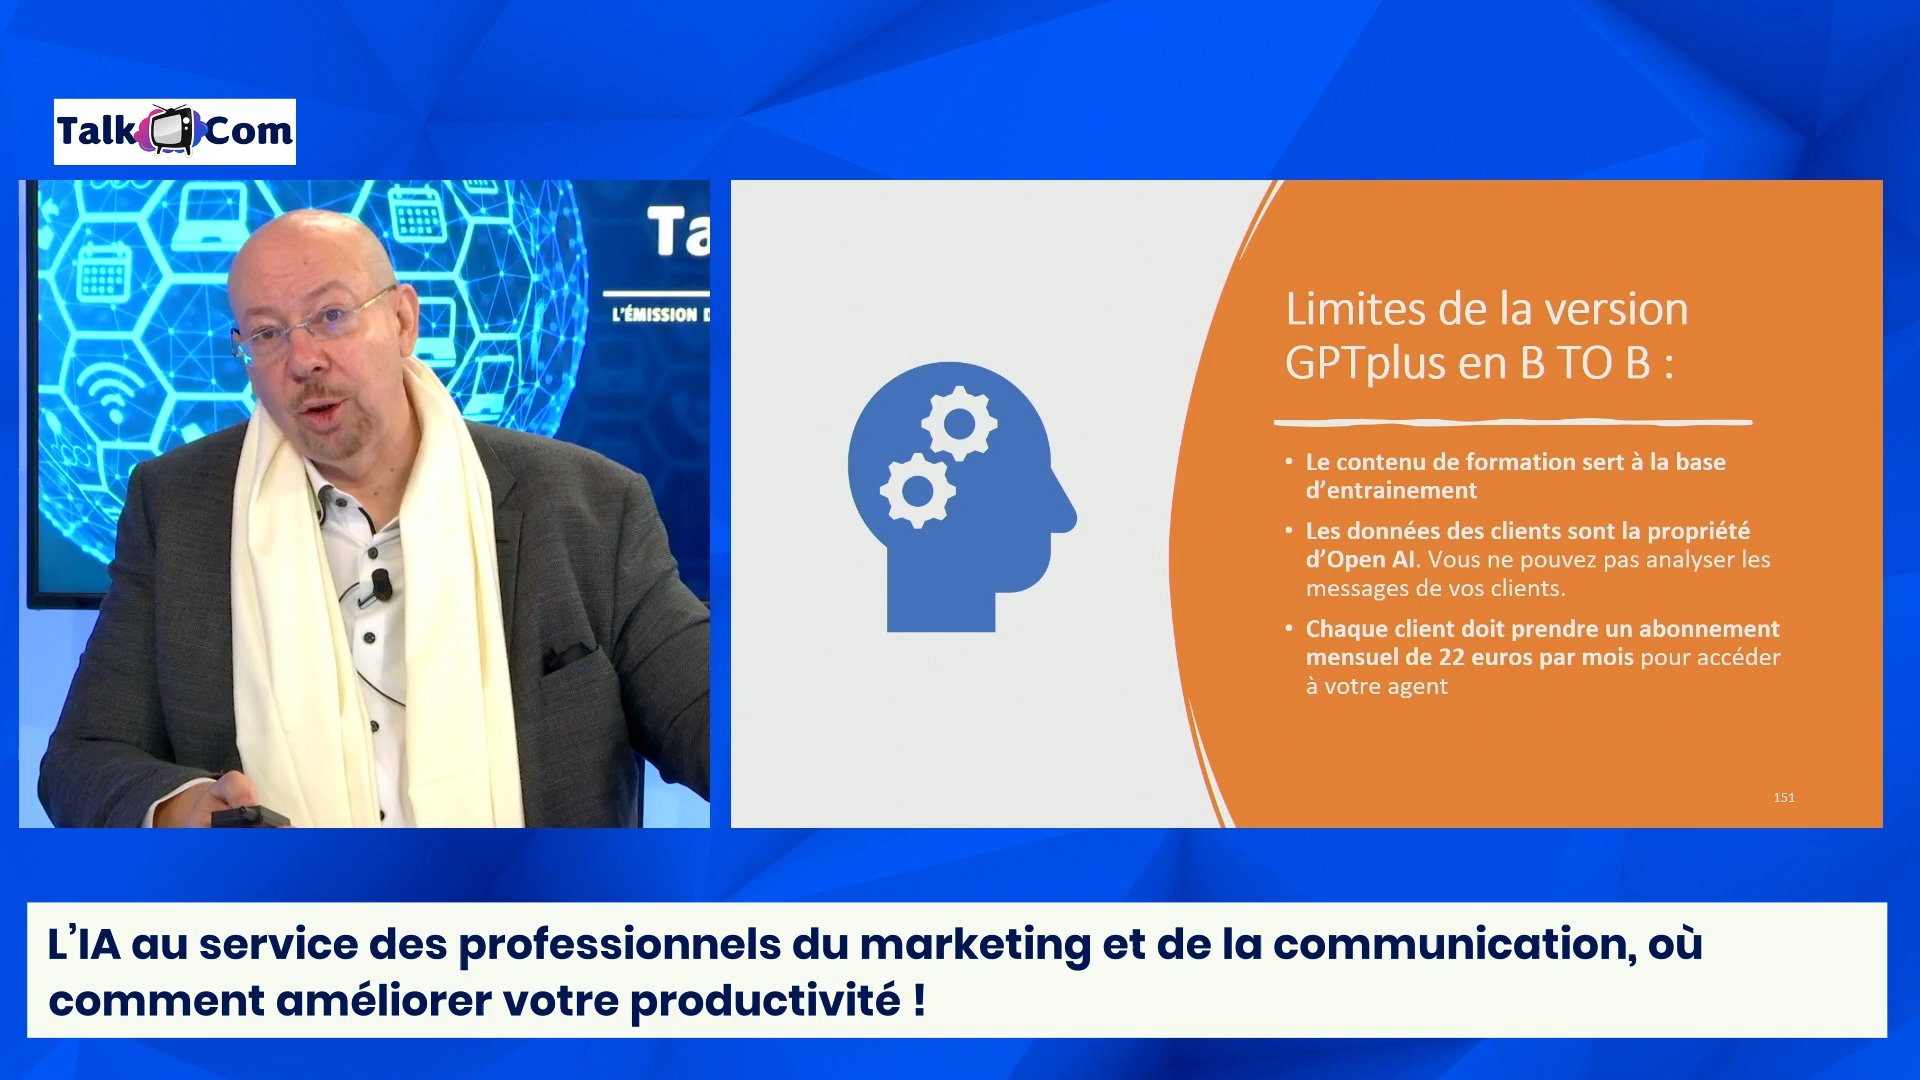 Talk Com
Ta
L'ÉMISSION D
Limites de la version
GPTplus en B TO B :
• Le contenu de formation sert à la base
d'entrainement
• Les données des clients sont la propriété
d'Open AI. Vous ne pouvez pas analyser les
messages de vos clients.
• Chaque client doit prendre un abonnement
mensuel de 22 euros par mois pour accéder
à votre agent
151
L'IA au service des professionnels du marketing et de la communication, où
comment améliorer votre productivité !